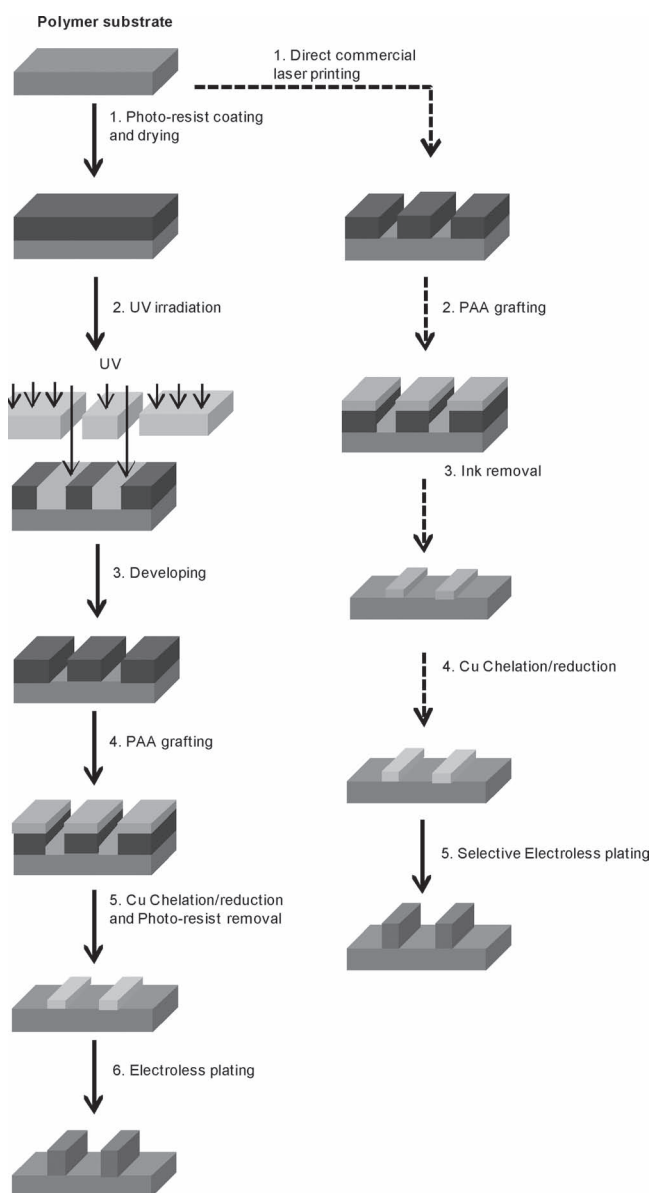 Polymer substrate
1. Direct commercial
laser printing
1. Photo-resist coating
and drying
2. UV irradiation
2. PAA grafting
UV
3. Ink removal
3. Developing
4. Cu Chelation/reduction
4. PAA grafting
5. Selective Electroless plating
5. Cu Chelation/reduction
and Photo-resist removal
6. Electroless plating